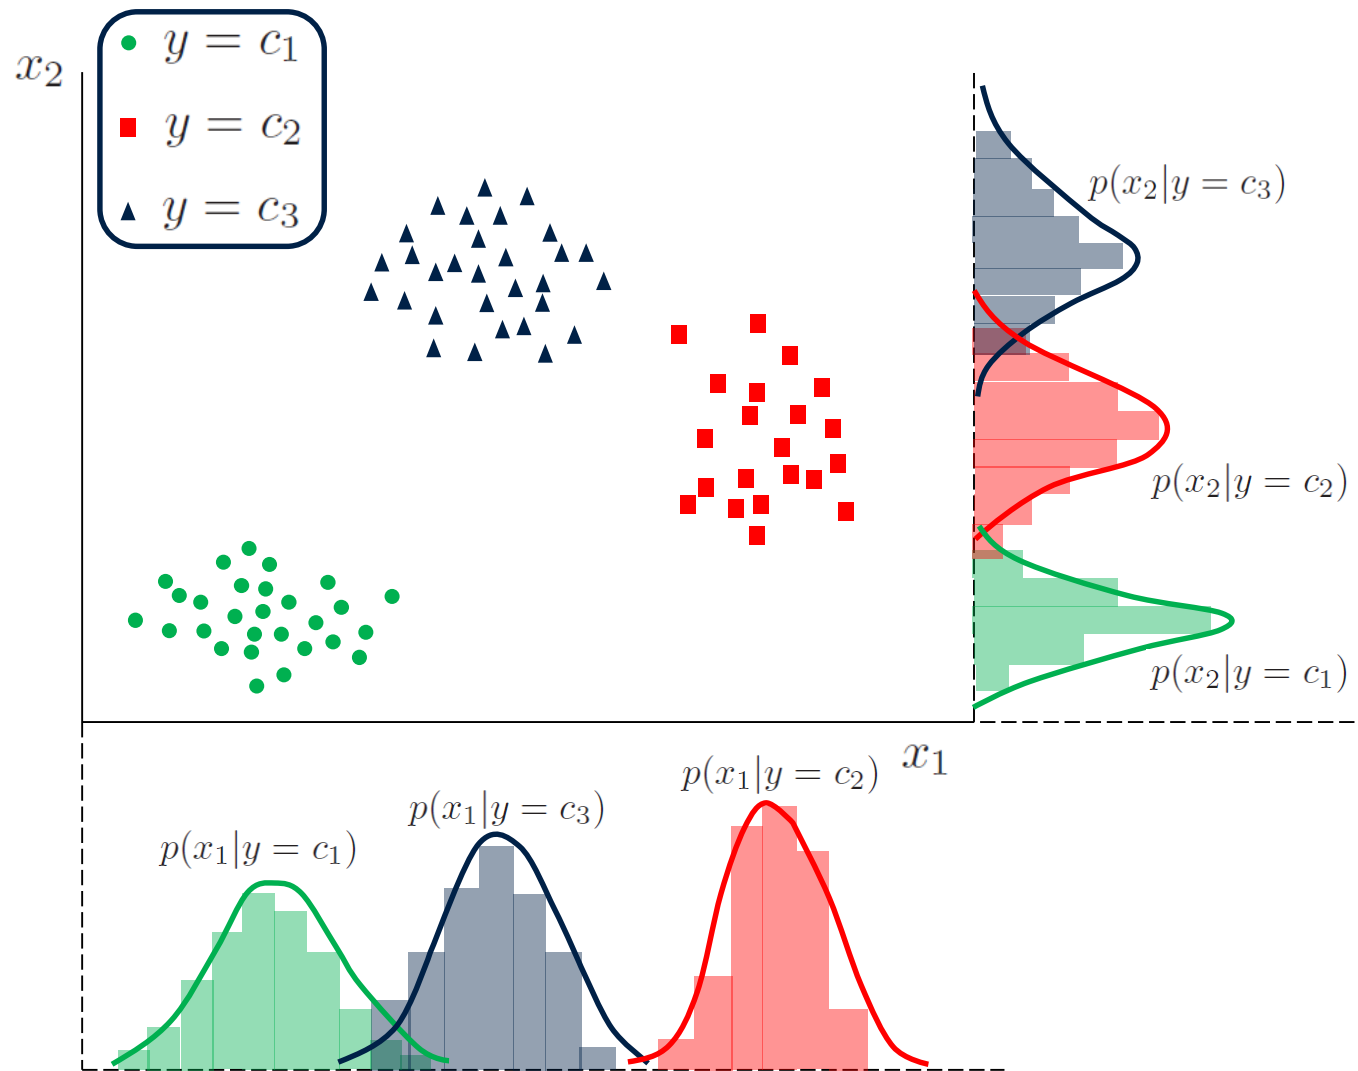 y = c₁
x₂
y = c₂
y = c₃
p(x₂|y = c₃)
p(x₂|y = c₂)
p(x₂|y = c₁)
x₁
p(x₁|y = c₂)
p(x₁|y = c₃)
p(x₁|y = c₁)